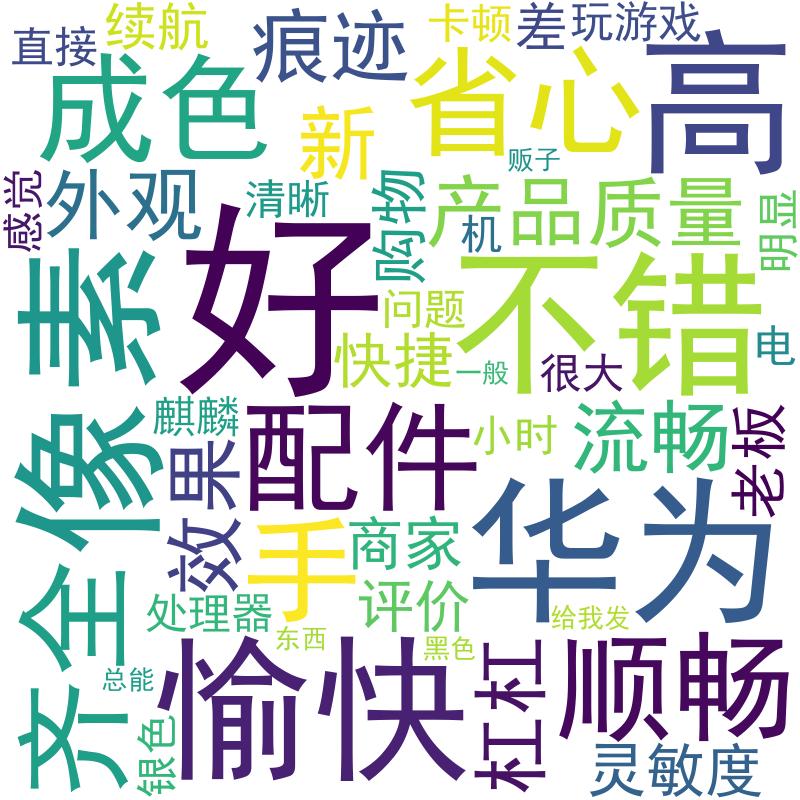 直接
续航
痕迹
卡顿
差
玩游戏
成色
新
省心
高
贩子
感觉
外观
清晰
购物
产品质量
机
明显
像素
好
问题
不错
快捷
一般
很大
电
麒麟
配件
小时
流畅
老板
效果
手
商家
华为
齐全
处理器
评价
给我发
东西
黑色
总能
愉快
杠杠
顺畅
银色
灵敏度